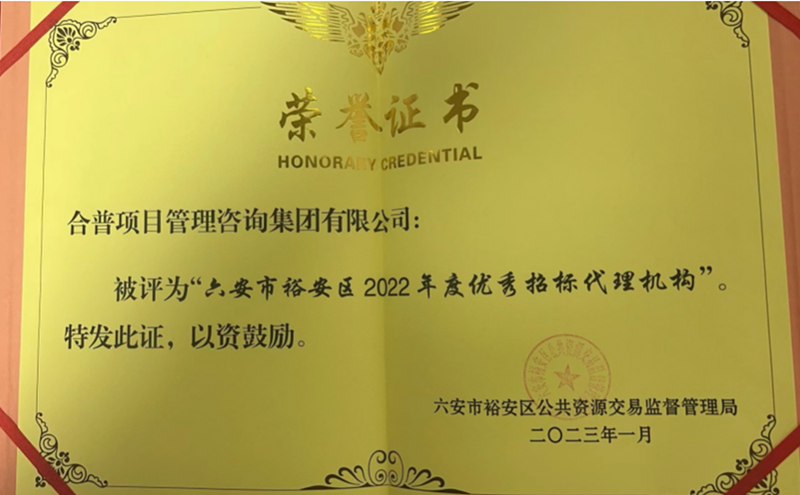 荣誉证书
HONORARY CREDENTIAL
合普项目管理咨询集团有限公司：
被评为“六安市裕安区2022年度优秀招标代理机构”。
特发此证，以资鼓励。
六安市裕安区公共资源交易监督管理局
二〇二三年一月